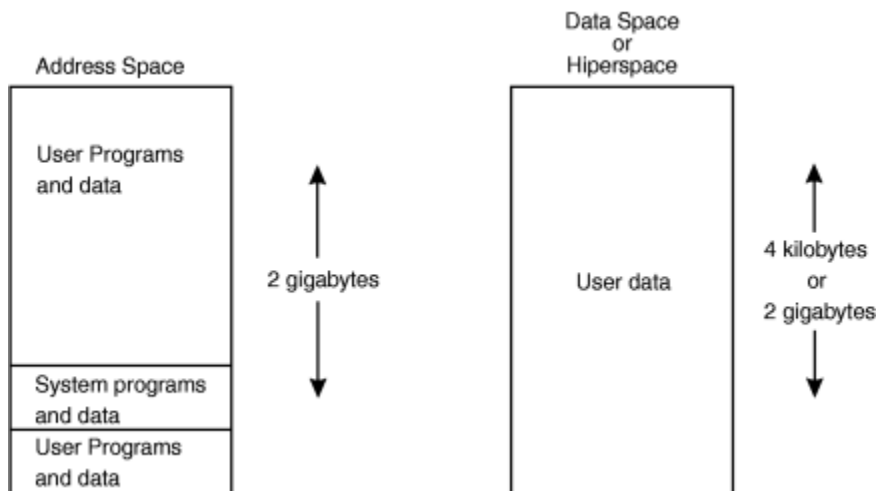 Address Space
User Programs
and data
2 gigabytes
System programs
and data
User Programs
and data
Data Space
or
Hiperspace
User data
4 kilobytes
or
2 gigabytes